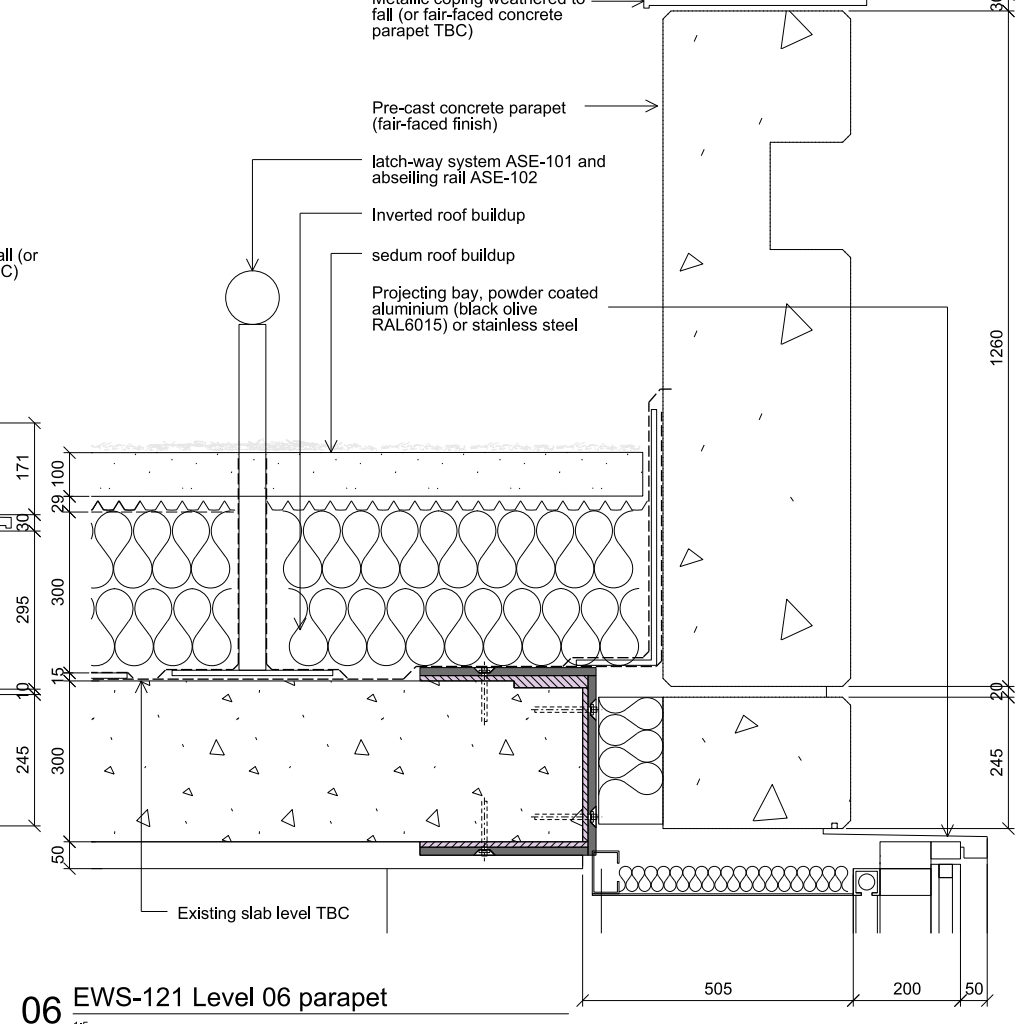 Metallic coping weathered to
fall (or fair-faced concrete
parapet TBC)
Pre-cast concrete parapet
(fair-faced finish)
latch-way system ASE-101 and
abseiling rail ASE-102
Inverted roof buildup
sedum roof buildup
all (or
C)
Projecting bay, powder coated
aluminium (black olive
RAL6015) or stainless steel
30
1260
20
245
171
30
295
10
245
100
29
300
15
300
50
Existing slab level TBC
505
200
50
06 EWS-121 Level 06 parapet